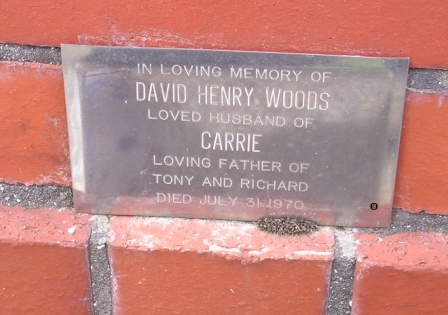 IN LOVING MEMORY OF
DAVID HENRY WOODS
LOVED HUSBAND OF
CARRIE
LOVING FATHER OF
TONY AND RICHARD
DIED JULY 31.1970